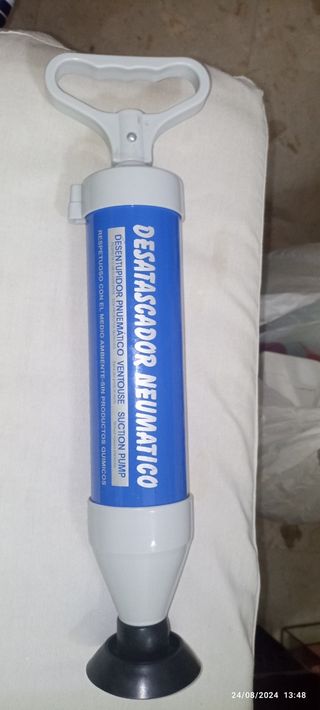 DESATASCADOR NEUMATICO
DESENTUPIDOR PNUEMÁTICO VENTOUSE SUCTION PUMP
RESPETUOSO CON EL MEDIO AMBIENTE-SIN PRODUCTOS QUIMICOS
24/08/2024 13:48